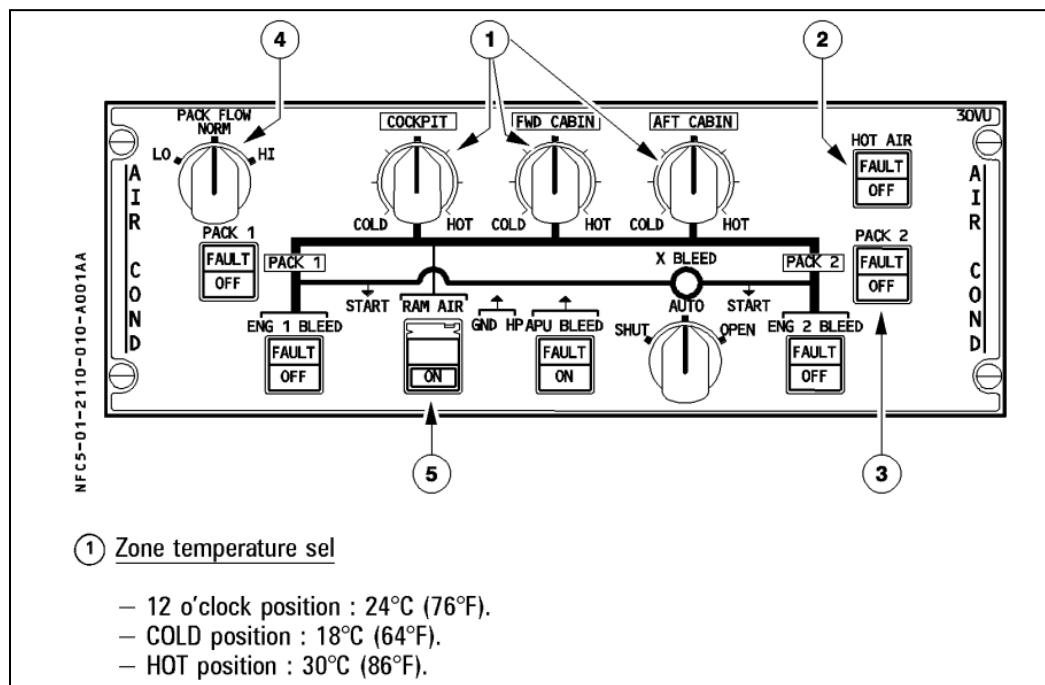 4 1 2
PACK FLOW
NORM
LO HI
COCKPIT FWD CABIN AFT CABIN
30VU
HOT AIR
FAULT
OFF
AIR COND
AIR COND
COLD HOT COLD HOT COLD HOT
PACK 1
FAULT
OFF
PACK 1
X BLEED
PACK 2
PACK 2
FAULT
OFF
START RAM AIR GND HP APU BLEED AUTO START
ENG 1 BLEED
FAULT
OFF
ON
FAULT
ON
SHUT OPEN
ENG 2 BLEED
FAULT
OFF
NFC5-01-2110-010-A001AA
5 3
1 Zone temperature sel
– 12 o'clock position : 24°C (76°F).
– COLD position : 18°C (64°F).
– HOT position : 30°C (86°F).